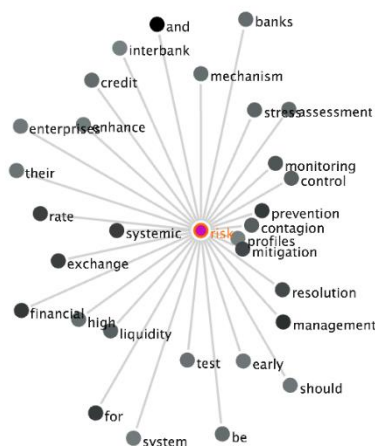 and
banks
interbank
mechanism
credit
stress
assessment
enterprises
enhance
monitoring
their
control
rate
prevention
systemic
risk
contagion
profiles
exchange
mitigation
resolution
financial
high
liquidity
management
test
early
should
for
system
be